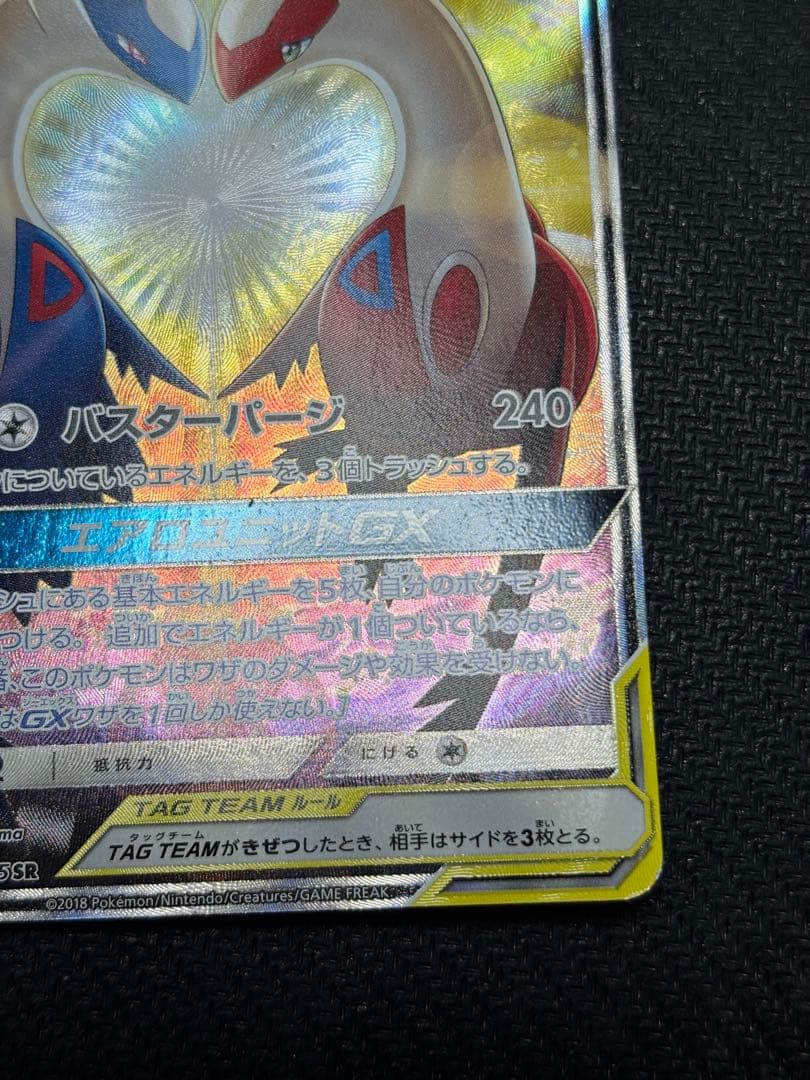 バスターパージ 240
についているエネルギーを、3個トラッシュする。
エアロユニットGX
シュにある基本エネルギーを5枚、自分のポケモンに
つける。追加でエネルギーが1個ついているなら、
番、このポケモンはワザのダメージや効果を受けない。
はGXワザを1回しか使えない。]
2 抵抗力 にげる
TAG TEAM ルール
TAG TEAMがきぜつしたとき、相手はサイドを3枚とる。
ma
5 SR
©2018 Pokémon/Nintendo/Creatures/GAME FREAK